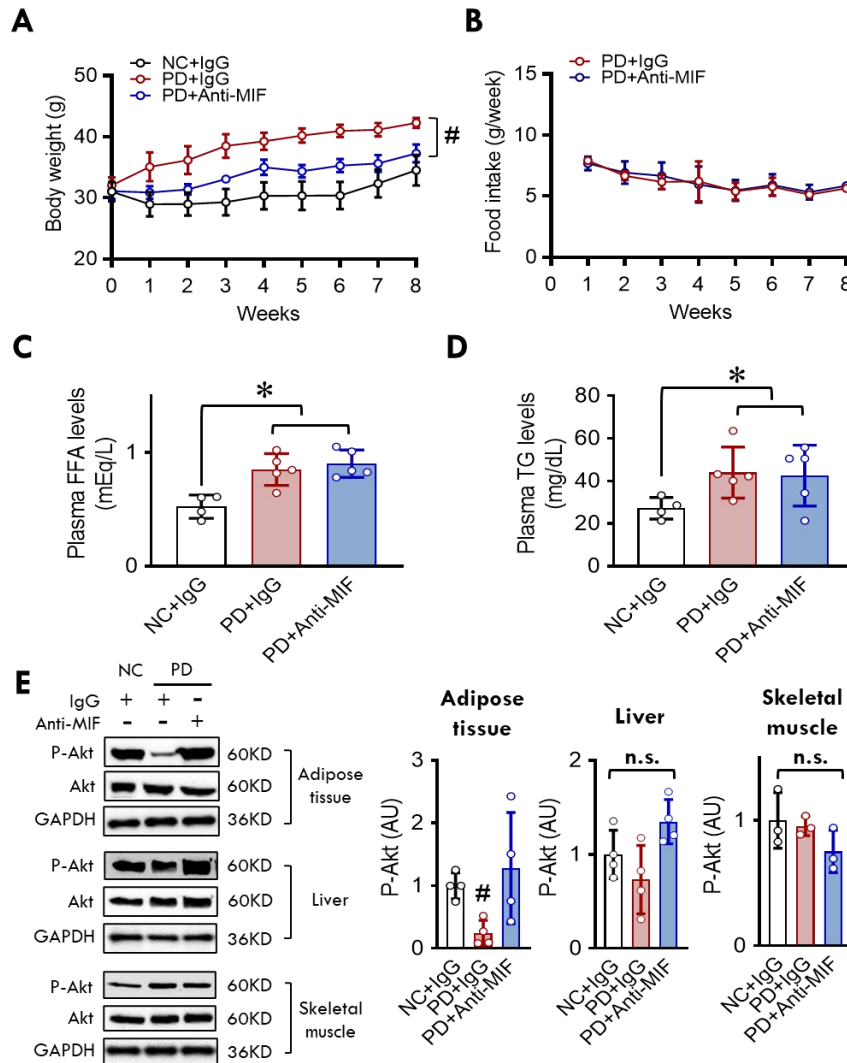 A
NC+IgG
PD+IgG
PD+Anti-MIF
50
40
30
20
Body weight (g)
#
0 1 2 3 4 5 6 7 8
Weeks
B
PD+IgG
PD+Anti-MIF
15
10
5
0
Food intake (g/week)
0 1 2 3 4 5 6 7 8
Weeks
C
*
1
0
Plasma FFA levels
(mEq/L)
NC+IgG
PD+IgG
PD+Anti-MIF
D
*
80
60
40
20
0
Plasma TG levels
(mg/dL)
NC+IgG
PD+IgG
PD+Anti-MIF
E
NC PD
IgG + + -
Anti-MIF - - +
P-Akt 60KD
Akt 60KD
GAPDH 36KD
Adipose
tissue
P-Akt 60KD
Akt 60KD
GAPDH 36KD
Liver
P-Akt 60KD
Akt 60KD
GAPDH 36KD
Skeletal
muscle
Adipose
tissue
3
2
1
0
P-Akt (AU)
#
NC+IgG
PD+IgG
PD+Anti-MIF
Liver
n.s.
2
1
0
P-Akt (AU)
NC+IgG
PD+IgG
PD+Anti-MIF
Skeletal
muscle
n.s.
1
0
P-Akt (AU)
NC+IgG
PD+IgG
PD+Anti-MIF